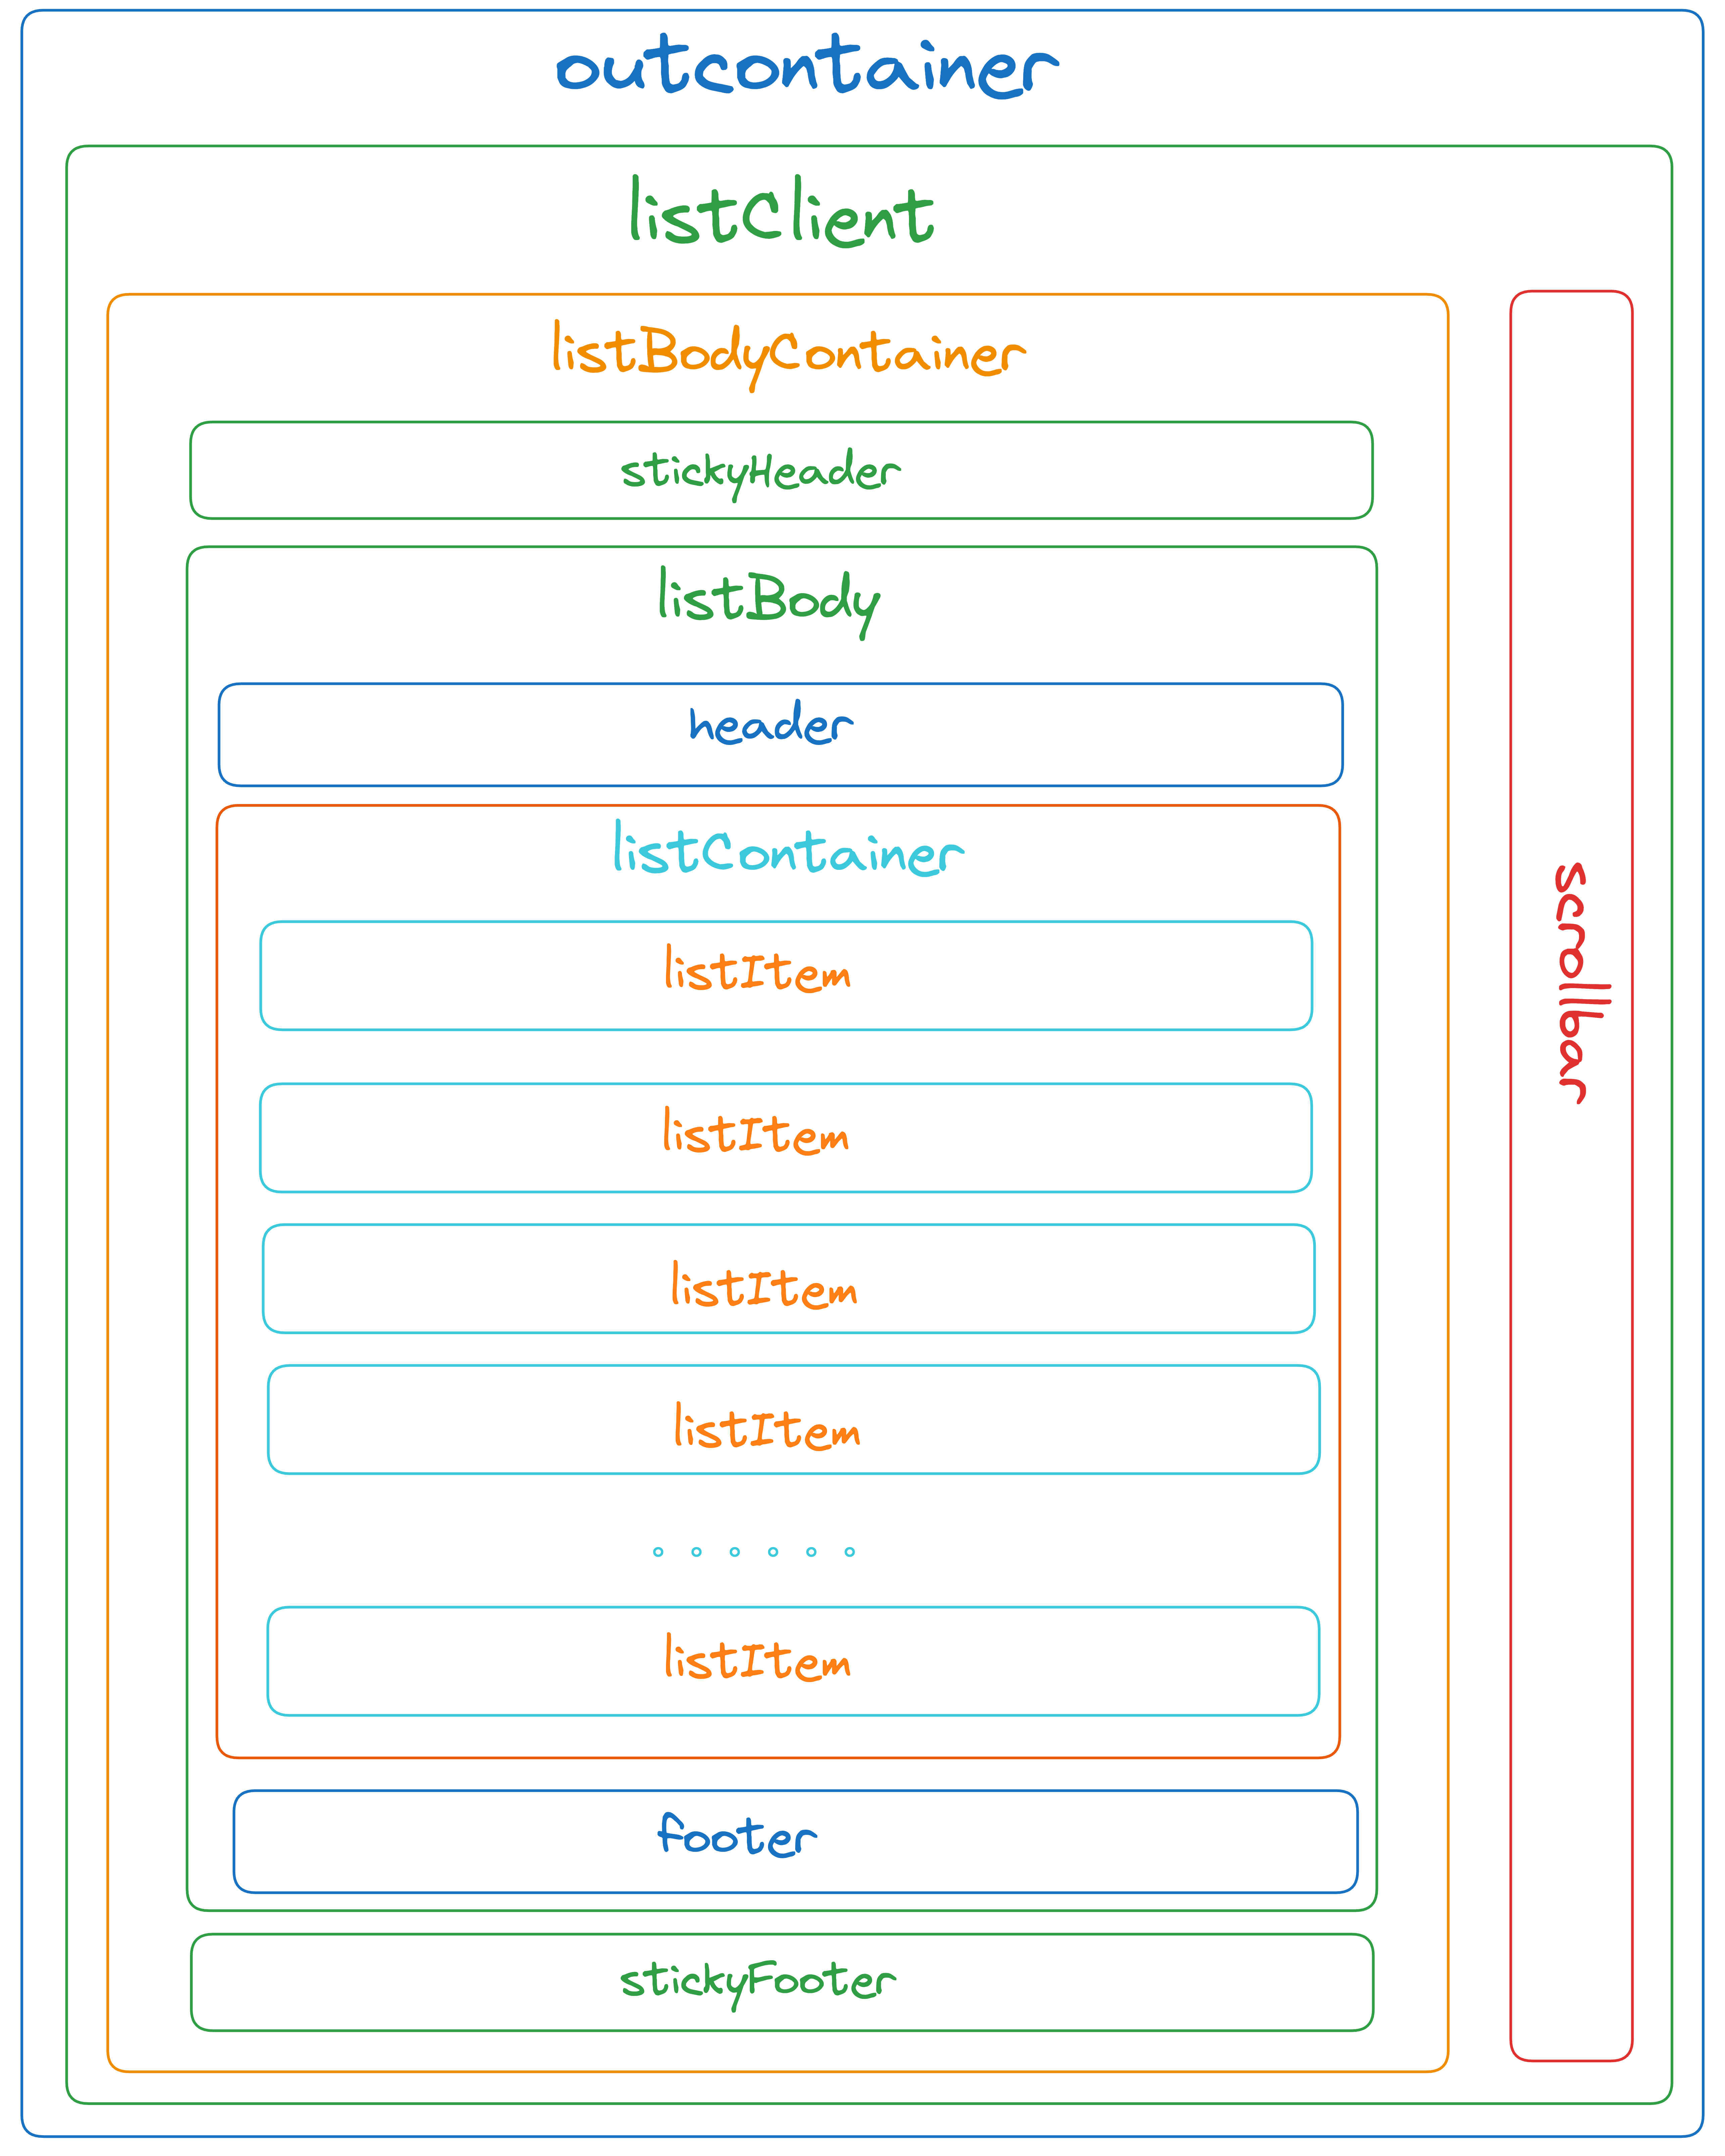 outcontainer
listClient
listBodyContainer
stickyHeader
listBody
header
listContainer
listItem
listItem
listItem
listItem
......
listItem
footer
stickyFooter
scrollbar